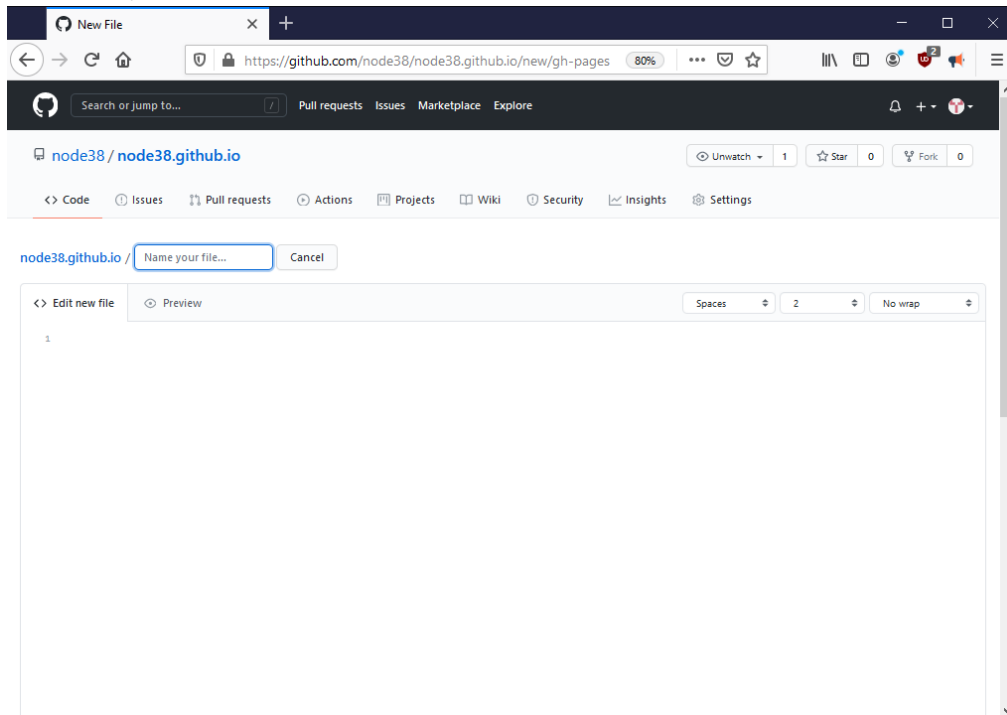 New File
https://github.com/node38/node38.github.io/new/gh-pages 80%
2
Search or jump to... / Pull requests Issues Marketplace Explore
node38 / node38.github.io Unwatch 1 Star 0 Fork 0
<> Code Issues Pull requests Actions Projects Wiki Security Insights Settings
node38.github.io / Name your file... Cancel
<> Edit new file Preview Spaces 2 No wrap
1